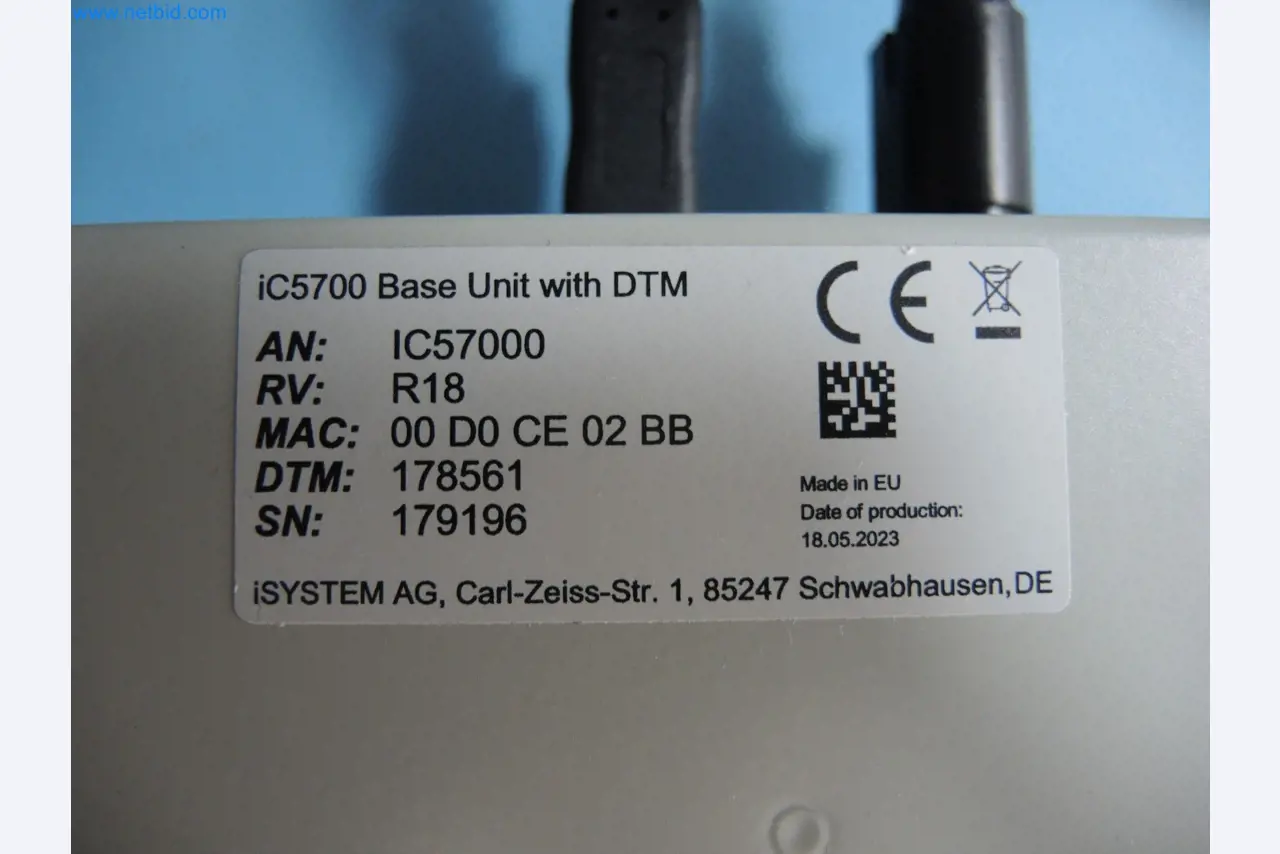 www.netbid.com
iC5700 Base Unit with DTM
AN: IC57000
RV: R18
MAC: 00 D0 CE 02 BB
DTM: 178561
SN: 179196
CE
Made in EU
Date of production:
18.05.2023
iSYSTEM AG, Carl-Zeiss-Str. 1, 85247 Schwabhausen, DE